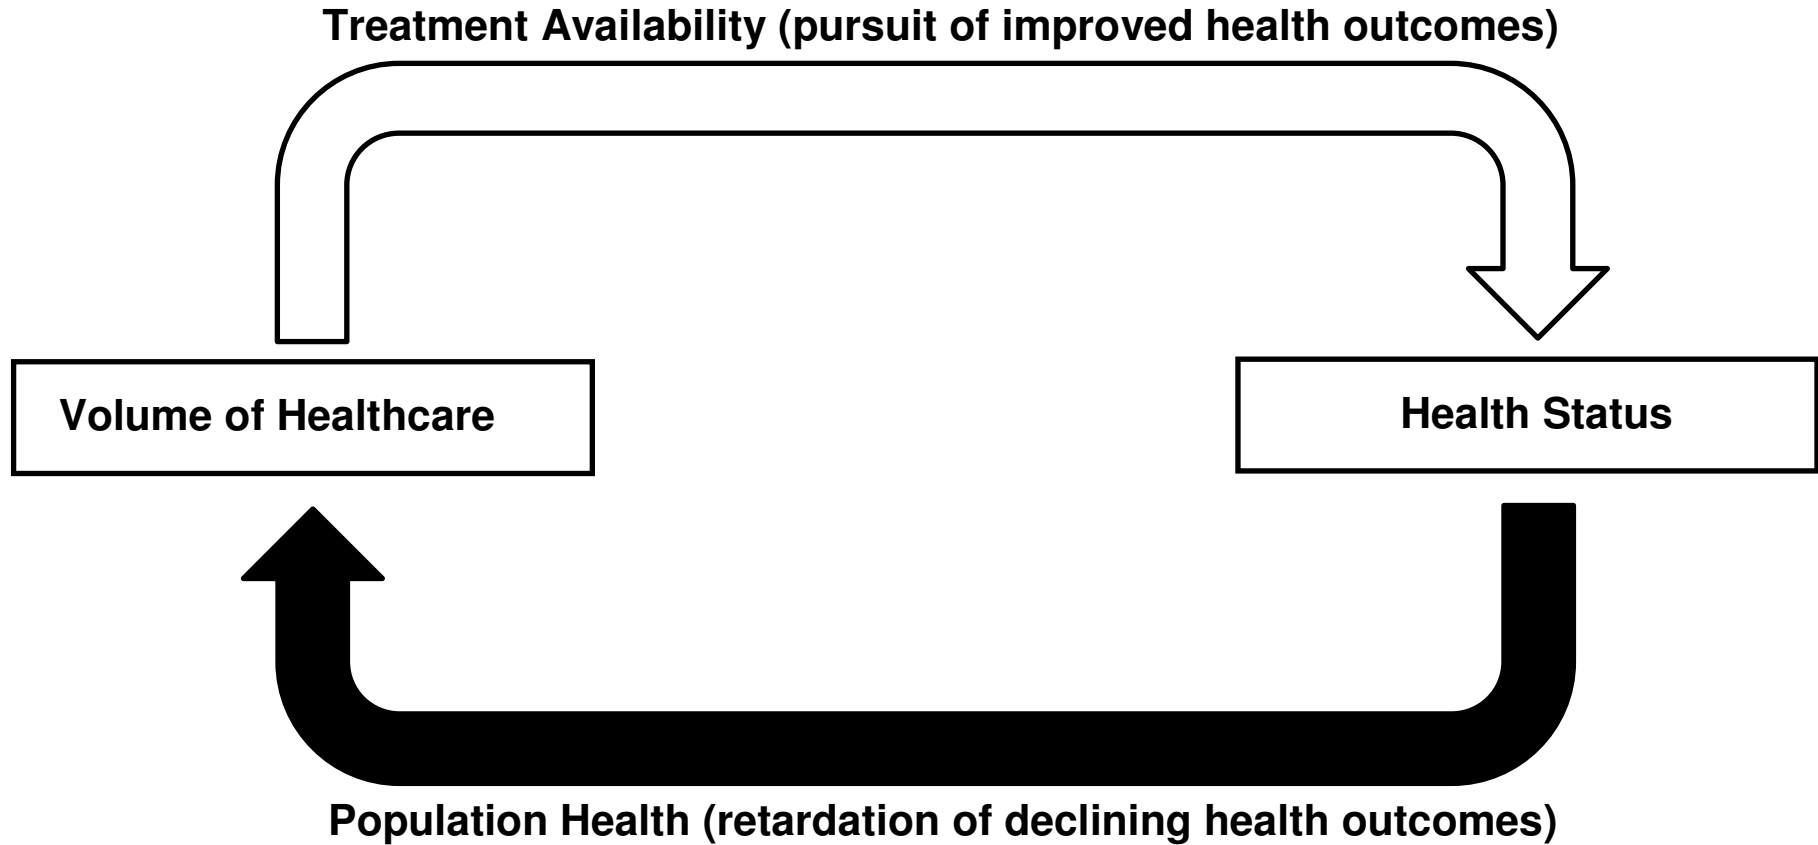 Treatment Availability (pursuit of improved health outcomes)
Volume of Healthcare
Health Status
Population Health (retardation of declining health outcomes)